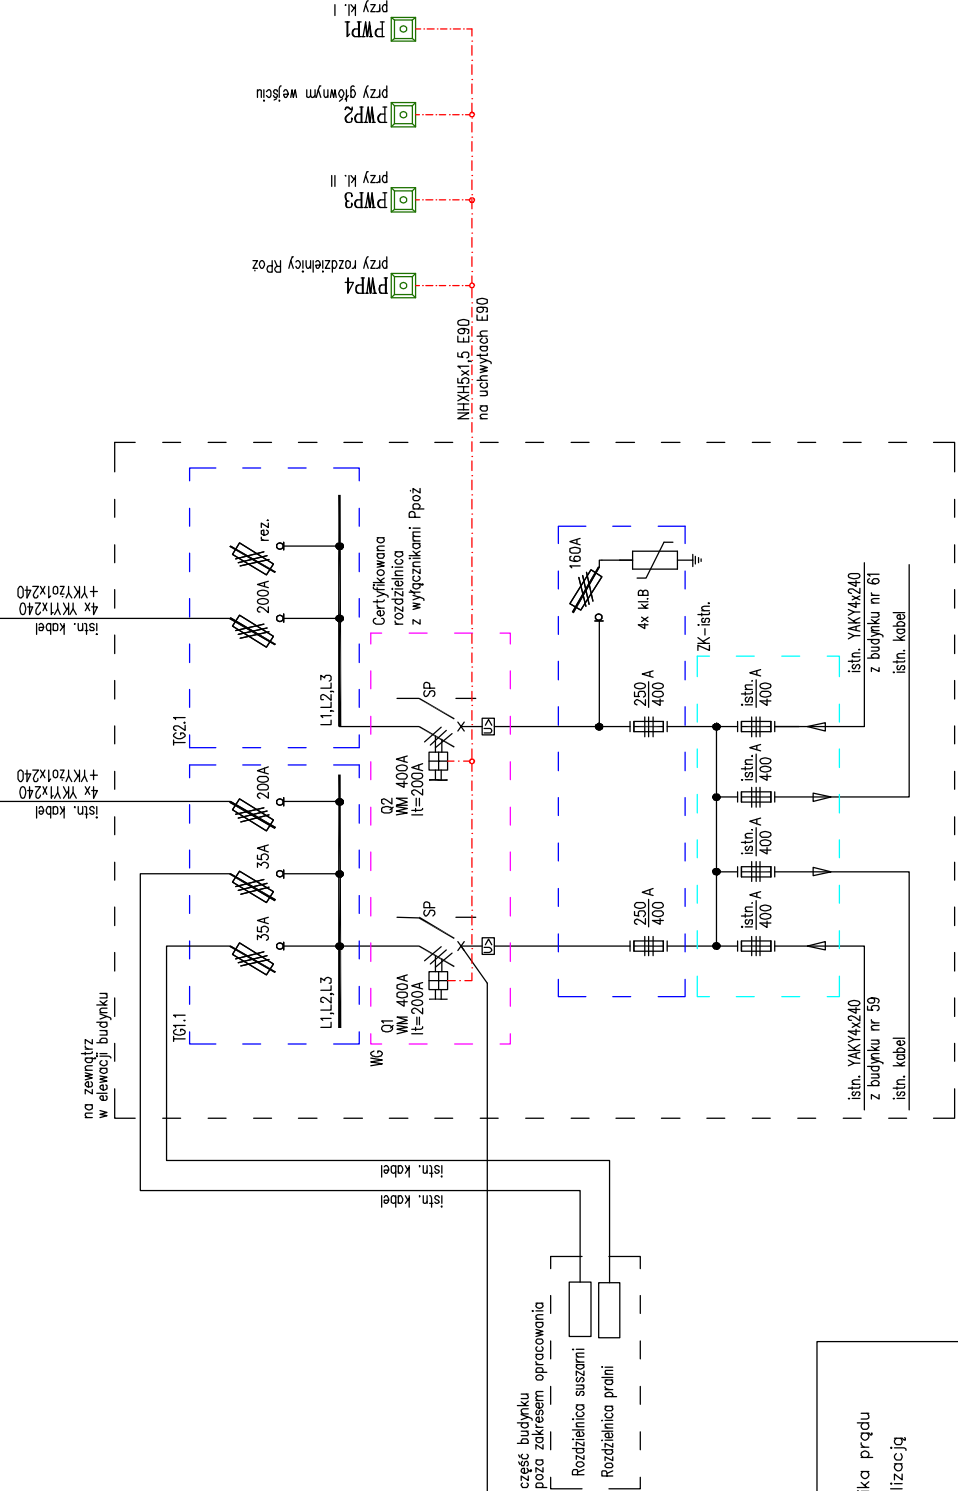 PWP1
przy kl. I
PWP2
przy głównym wejściu
PWP3
przy kl. II
PWP4
przy rozdzielnicy RPoż
NHXH5x1,5 E90
na uchwytach E90
istn. kabel
4x YKY1x240
+YKYżo1x240
istn. kabel
4x YKY1x240
+YKYżo1x240
TG2.1
200A
rez.
L1,L2,L3
TG1.1
35A
35A
200A
L1,L2,L3
Certyfikowana
rozdzielnica
z wyłącznikami Ppoż
WG
Q2
WM 400A
It=200A
SP
U>
Q1
WM 400A
It=200A
SP
U>
160A
4x kl.B
250
400
A
250
400
A
ZK-istn.
istn.
400
A
istn.
400
A
istn.
400
A
istn.
400
A
istn. YAKY4x240
z budynku nr 61
istn. kabel
istn. YAKY4x240
z budynku nr 59
istn. kabel
na zewnątrz
w elewacji budynku
istn. kabel
istn. kabel
część budynku
poza zakresem opracowania
Rozdzielnica suszarni
Rozdzielnica pralni
ika prądu
lizacją